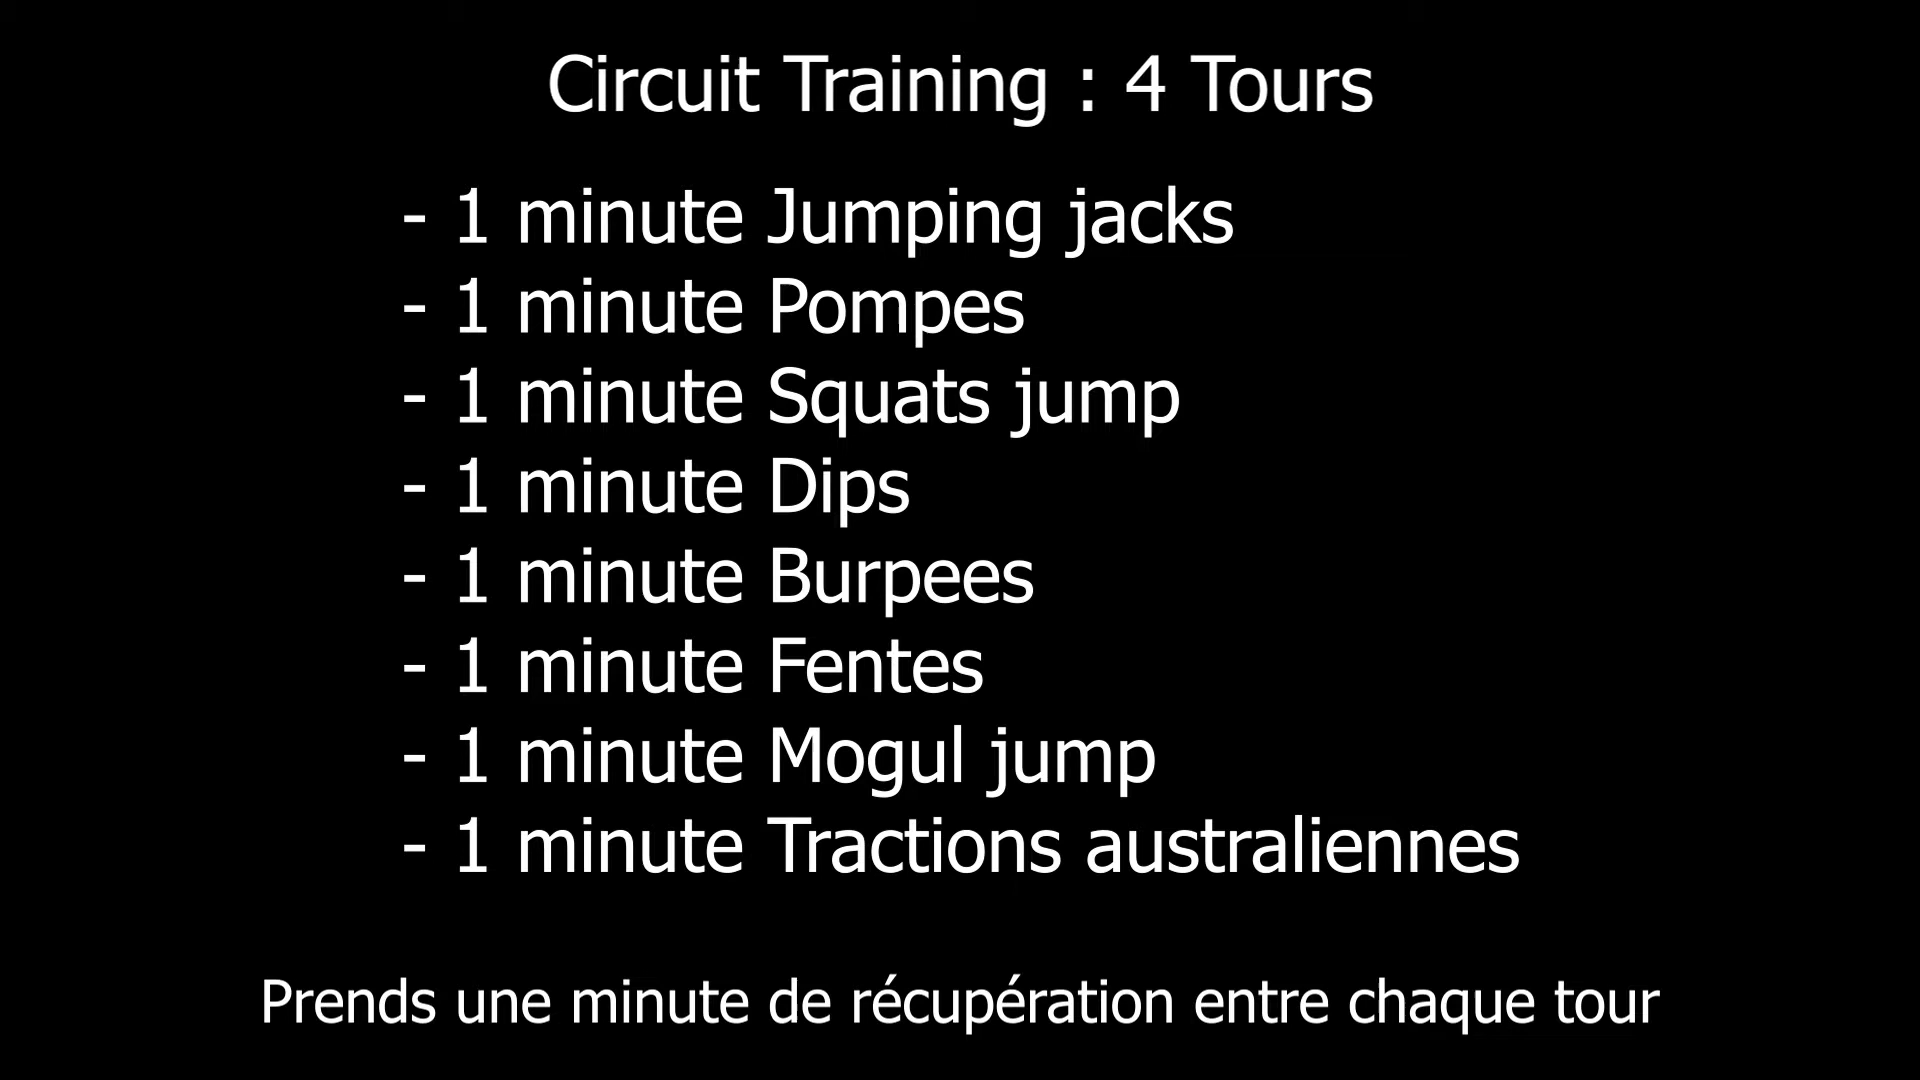 Circuit Training : 4 Tours
- 1 minute Jumping jacks
- 1 minute Pompes
- 1 minute Squats jump
- 1 minute Dips
- 1 minute Burpees
- 1 minute Fentes
- 1 minute Mogul jump
- 1 minute Tractions australiennes
Prends une minute de récupération entre chaque tour